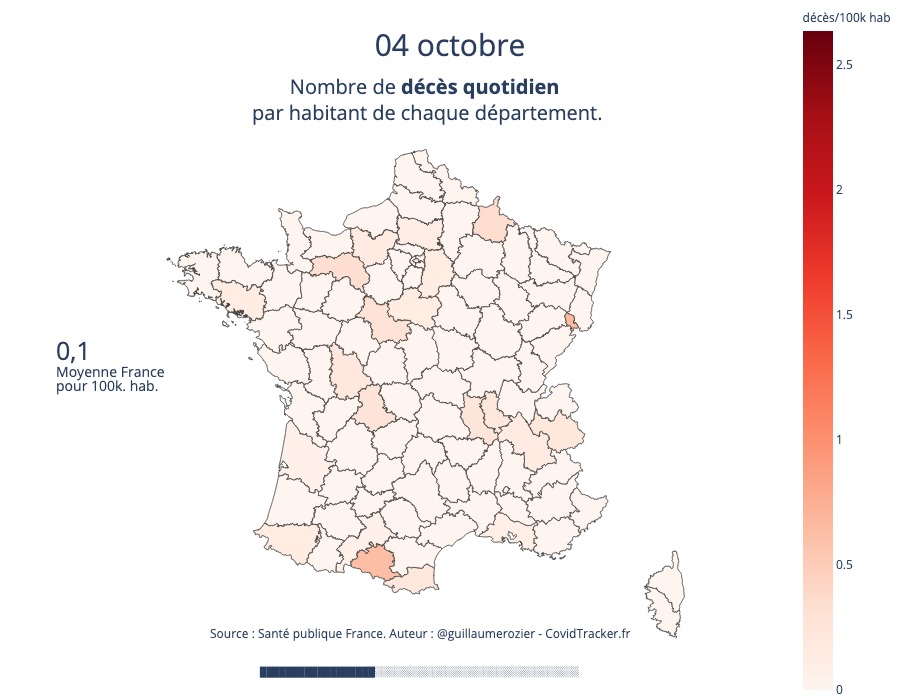 décès/100k hab
04 octobre
Nombre de décès quotidien
par habitant de chaque département.
2.5
2
1.5
1
0.5
0
0,1
Moyenne France
pour 100k. hab.
Source : Santé publique France. Auteur : @guillaumerozier - CovidTracker.fr